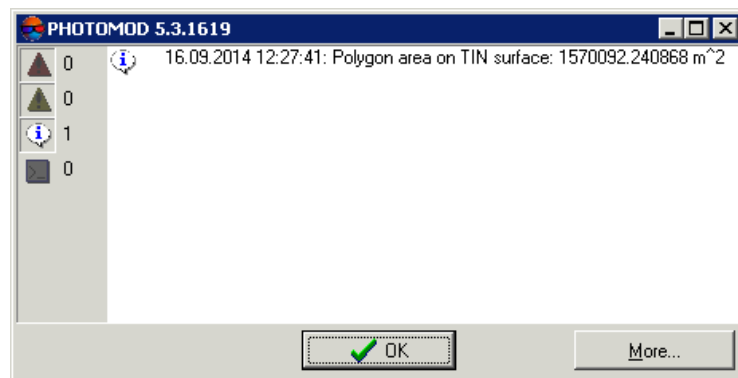 PHOTOMOD 5.3.1619
0
16.09.2014 12:27:41: Polygon area on TIN surface: 1570092.240868 m^2
0
1
0
OK
More...